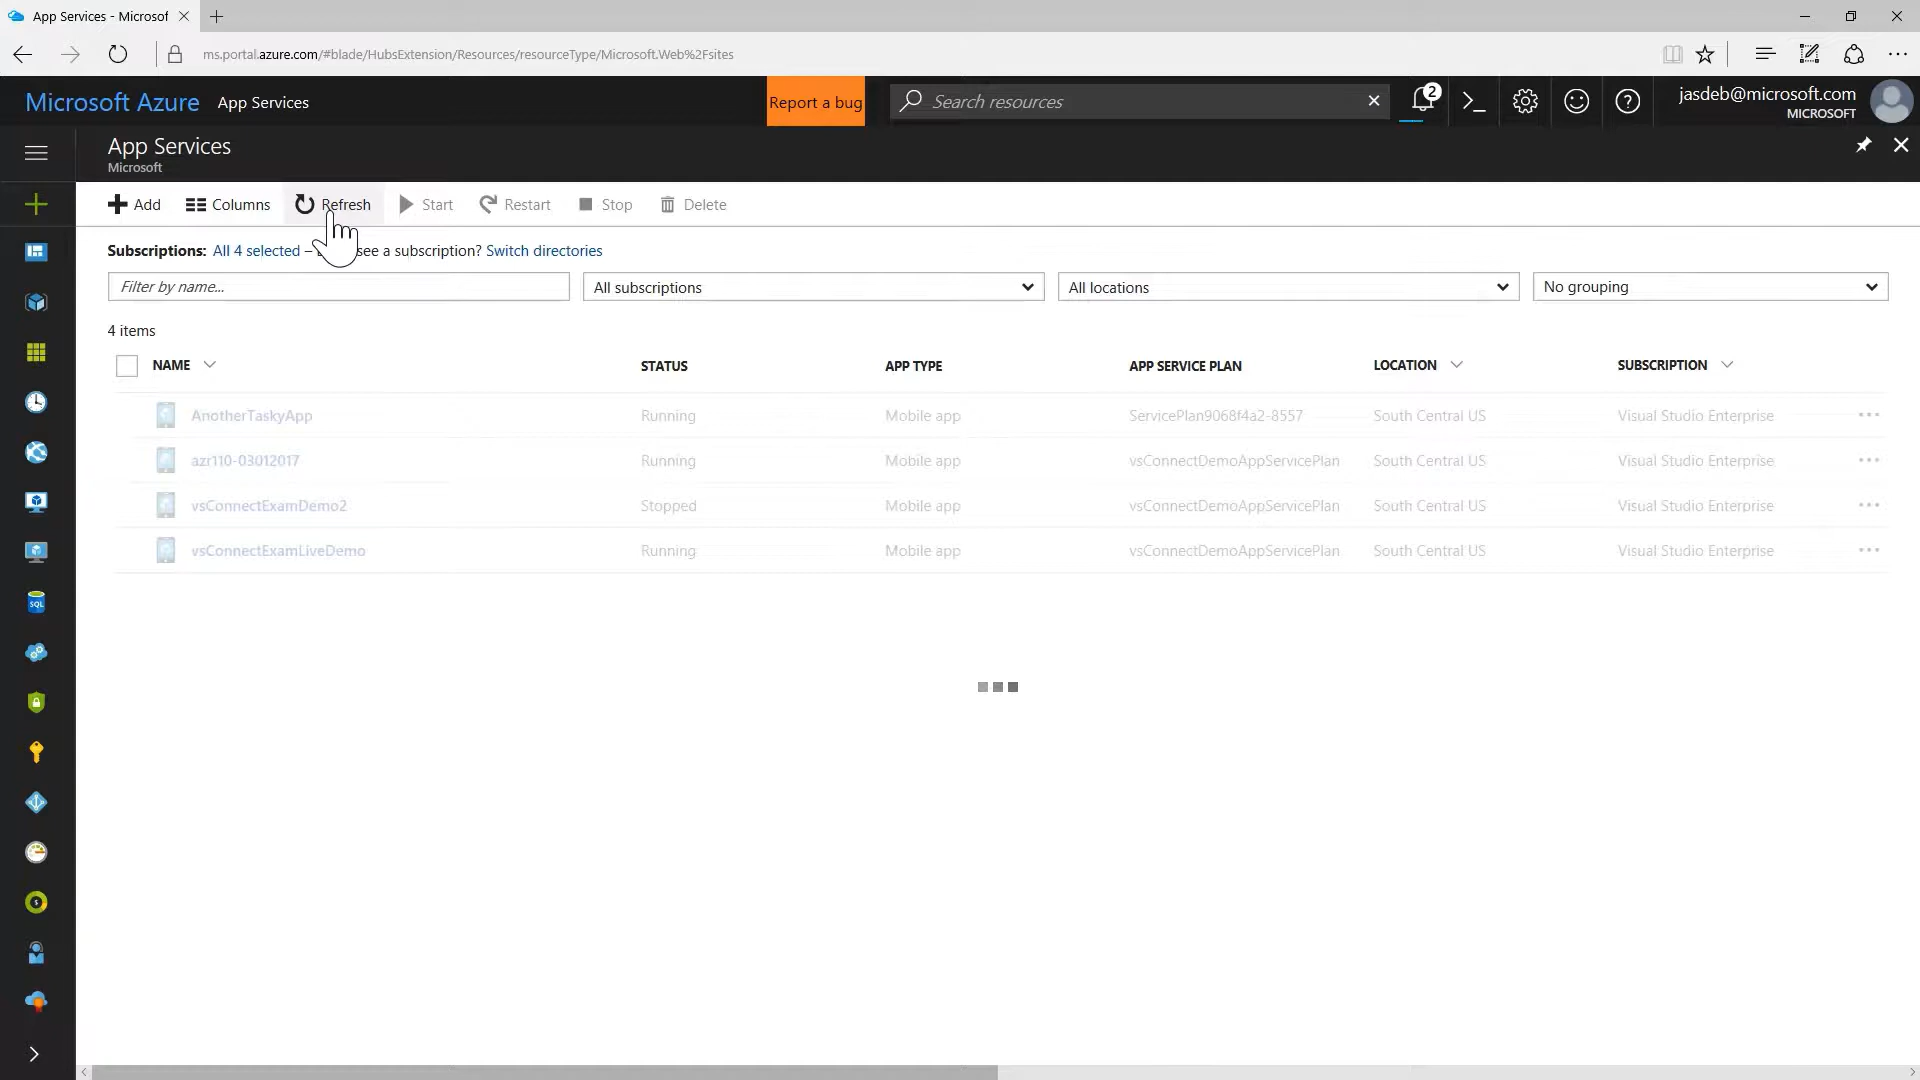 App Services - Microsof
ms.portal.azure.com/#blade/HubsExtension/Resources/resourceType/Microsoft.Web%2Fsites
Microsoft Azure App Services Report a bug Search resources 2 jasdeb@microsoft.com
MICROSOFT
App Services
Microsoft
Add Columns Refresh Start Restart Stop Delete
Subscriptions: All 4 selected – see a subscription? Switch directories
Filter by name... All subscriptions All locations No grouping
4 items
NAME STATUS APP TYPE APP SERVICE PLAN LOCATION SUBSCRIPTION
AnotherTaskyApp Running Mobile app ServicePlan9068f4a2-8557 South Central US Visual Studio Enterprise
azr110-03012017 Running Mobile app vsConnectDemoAppServicePlan South Central US Visual Studio Enterprise
vsConnectExamDemo2 Stopped Mobile app vsConnectDemoAppServicePlan South Central US Visual Studio Enterprise
vsConnectExamLiveDemo Running Mobile app vsConnectDemoAppServicePlan South Central US Visual Studio Enterprise
SQL